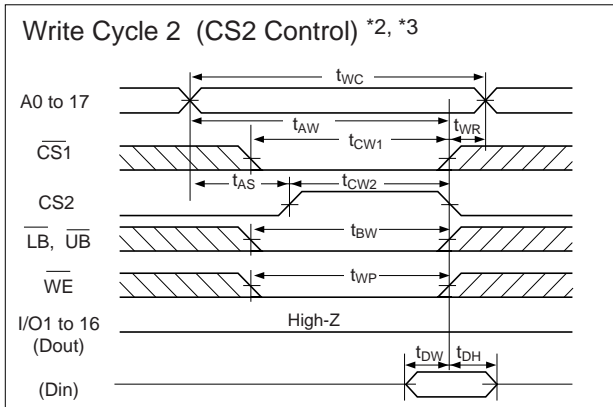 Write Cycle 2 (CS2 Control) *2, *3
tWC
A0 to 17
tAW
tCW1
tWR
CS1
tAS
tCW2
CS2
tBW
LB, UB
tWP
WE
I/O1 to 16
(Dout)
High-Z
tDW
tDH
(Din)